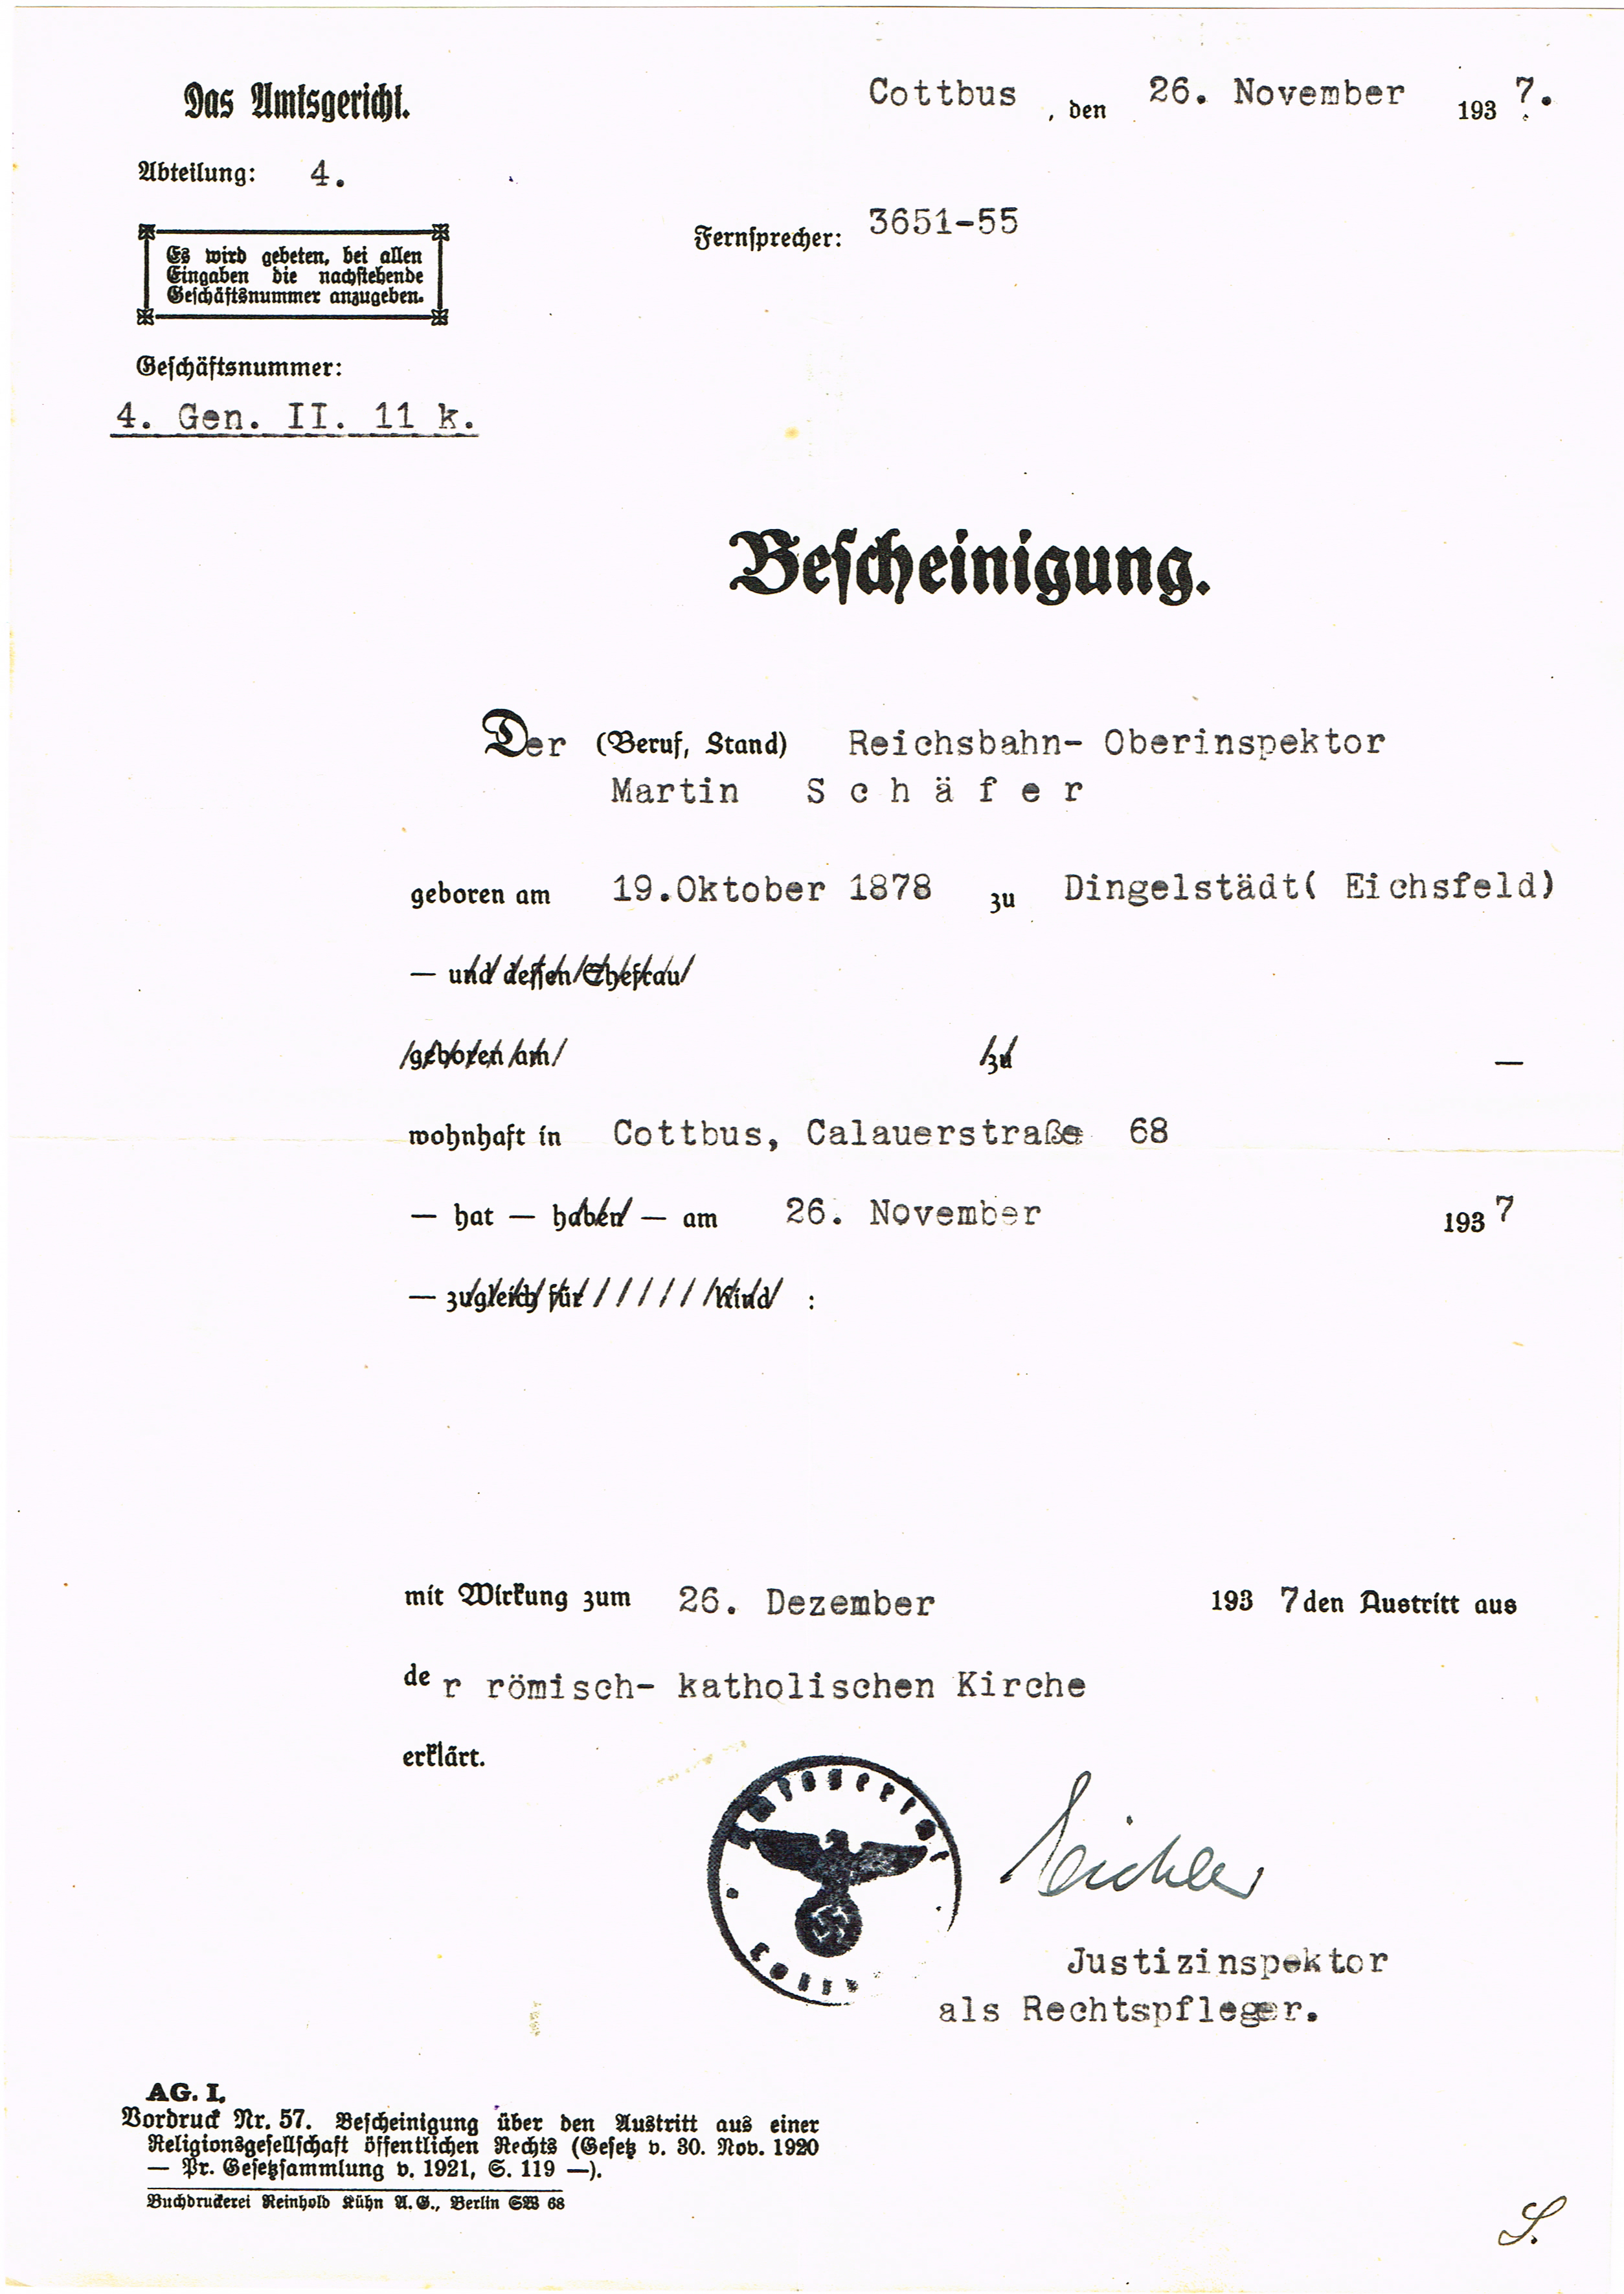 Das Amtsgericht.
Cottbus, den 26. November 1937.
Abteilung: 4.
Fernsprecher: 3651-55
Es wird gebeten, bei allen
Eingaben die nachstehende
Geschäftsnummer anzugeben.
Geschäftsnummer:
4. Gen. II. 11 k.
Bescheinigung.
Der (Beruf, Stand) Reichsbahn- Oberinspektor
Martin Schäfer
geboren am 19.Oktober 1878 zu Dingelstädt( Eichsfeld)
— und dessen Ehefrau
geboren am zu —
wohnhaft in Cottbus, Calauerstraße 68
— hat — haben — am 26. November 1937
— zugleich für Kind :
mit Wirkung zum 26. Dezember 1937 den Austritt aus
der römisch- katholischen Kirche
erklärt.
Amtsgericht
Justizinspektor
als Rechtspfleger.
AG. I.
Vordruck Nr. 57. Bescheinigung über den Austritt aus einer
Religionsgesellschaft öffentlichen Rechts (Gesetz v. 30. Nov. 1920
— Pr. Gesetzsammlung v. 1921, S. 119 —).
Buchdruckerei Reinhold Kühn A.G., Berlin SW 68
S.